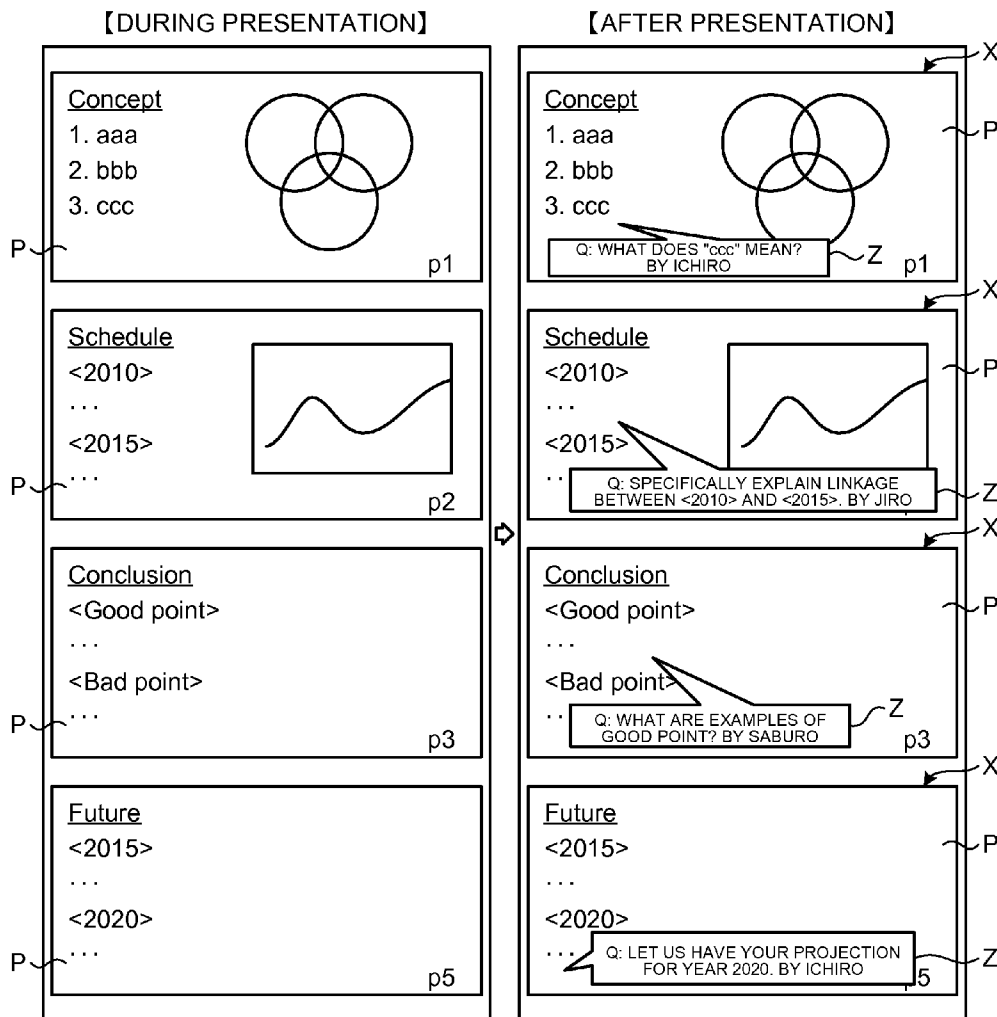 【DURING PRESENTATION】
Concept
1. aaa
2. bbb
3. ccc
P
p1
Schedule
<2010>
...
<2015>
...
P
p2
Conclusion
<Good point>
...
<Bad point>
...
P
p3
Future
<2015>
...
<2020>
...
P
p5
【AFTER PRESENTATION】
X
Concept
P
1. aaa
2. bbb
3. ccc
Q: WHAT DOES "ccc" MEAN?
BY ICHIRO
Z
p1
X
Schedule
<2010>
P
...
<2015>
Q: SPECIFICALLY EXPLAIN LINKAGE
BETWEEN <2010> AND <2015>. BY JIRO
Z
X
Conclusion
<Good point>
P
...
<Bad point>
..
Q: WHAT ARE EXAMPLES OF
GOOD POINT? BY SABURO
Z
p3
X
Future
<2015>
P
...
<2020>
...
Q: LET US HAVE YOUR PROJECTION
FOR YEAR 2020. BY ICHIRO
Z
5